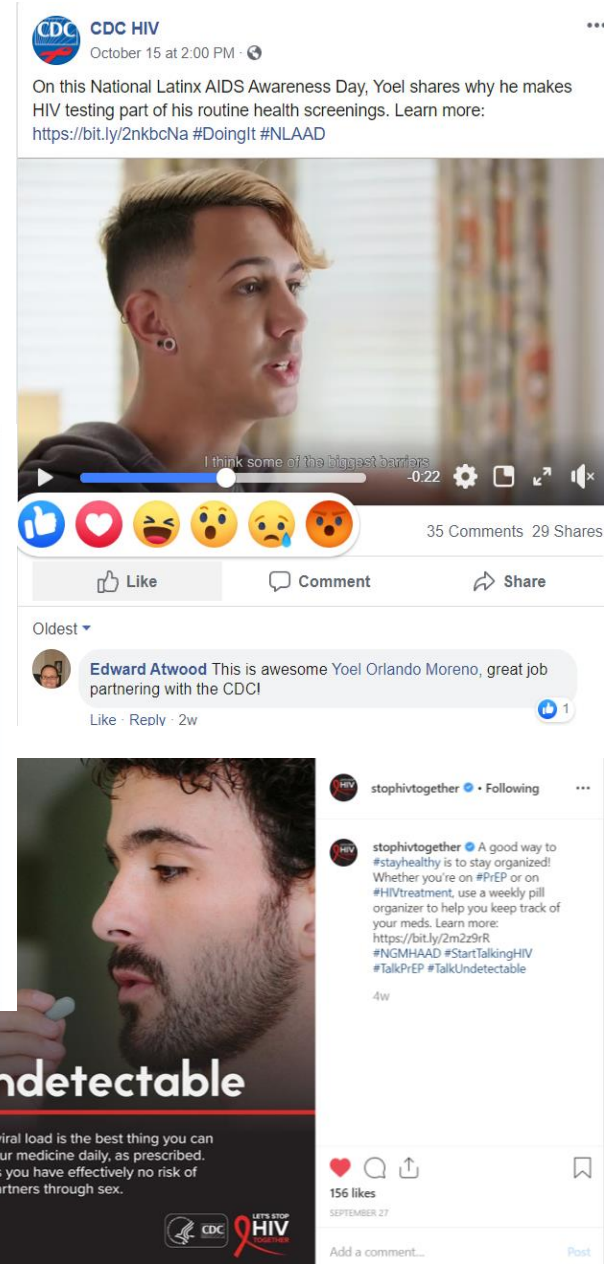 CDC
CDC HIV
October 15 at 2:00 PM ·
On this National Latinx AIDS Awareness Day, Yoel shares why he makes
HIV testing part of his routine health screenings. Learn more:
https://bit.ly/2nkbcNa #DoingIt #NLAAD
I think some of the biggest barriers
-0:22
35 Comments 29 Shares
Like Comment Share
Oldest
Edward Atwood This is awesome Yoel Orlando Moreno, great job
partnering with the CDC!
1
Like · Reply · 2w
HIV
stophivtogether • Following
HIV
stophivtogether A good way to
#stayhealthy is to stay organized!
Whether you're on #PrEP or on
#HIVtreatment, use a weekly pill
organizer to help you keep track of
your meds. Learn more:
https://bit.ly/2m2z9rR
#NGMHAAD #StartTalkingHIV
#TalkPrEP #TalkUndetectable
4w
ndetectable
viral load is the best thing you can
ur medicine daily, as prescribed.
s you have effectively no risk of
artners through sex.
CDC
LET'S STOP
HIV
TOGETHER
156 likes
SEPTEMBER 27
Add a comment...
Post